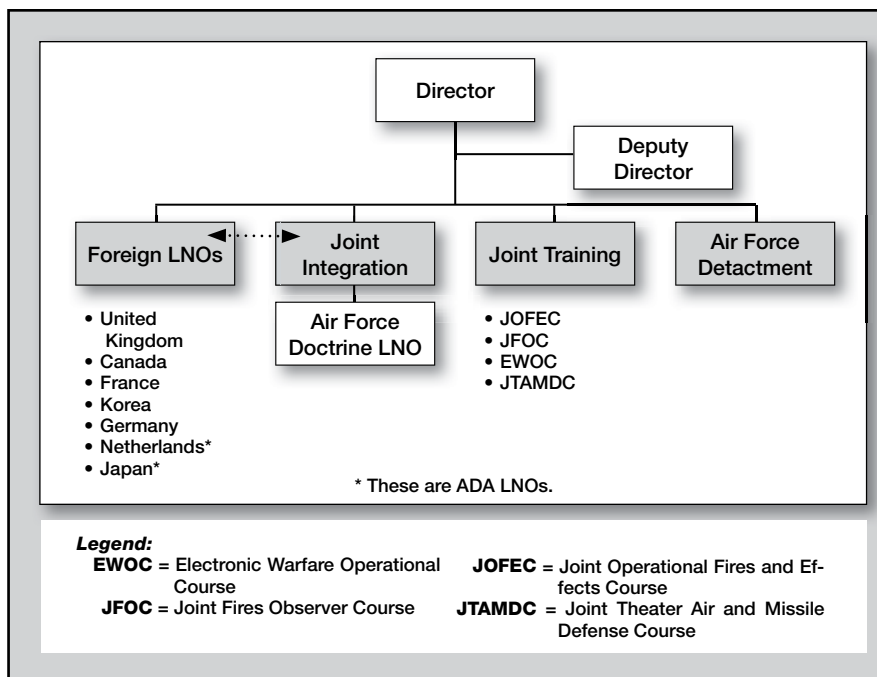 Director
Deputy
Director
Foreign LNOs
Joint
Integration
Joint Training
Air Force
Detactment
• United
Kingdom
• Canada
• France
• Korea
• Germany
• Netherlands*
• Japan*
Air Force
Doctrine LNO
• JOFEC
• JFOC
• EWOC
• JTAMDC
* These are ADA LNOs.
Legend:
EWOC = Electronic Warfare Operational
Course
JFOC = Joint Fires Observer Course
JOFEC = Joint Operational Fires and Ef-
fects Course
JTAMDC = Joint Theater Air and Missile
Defense Course